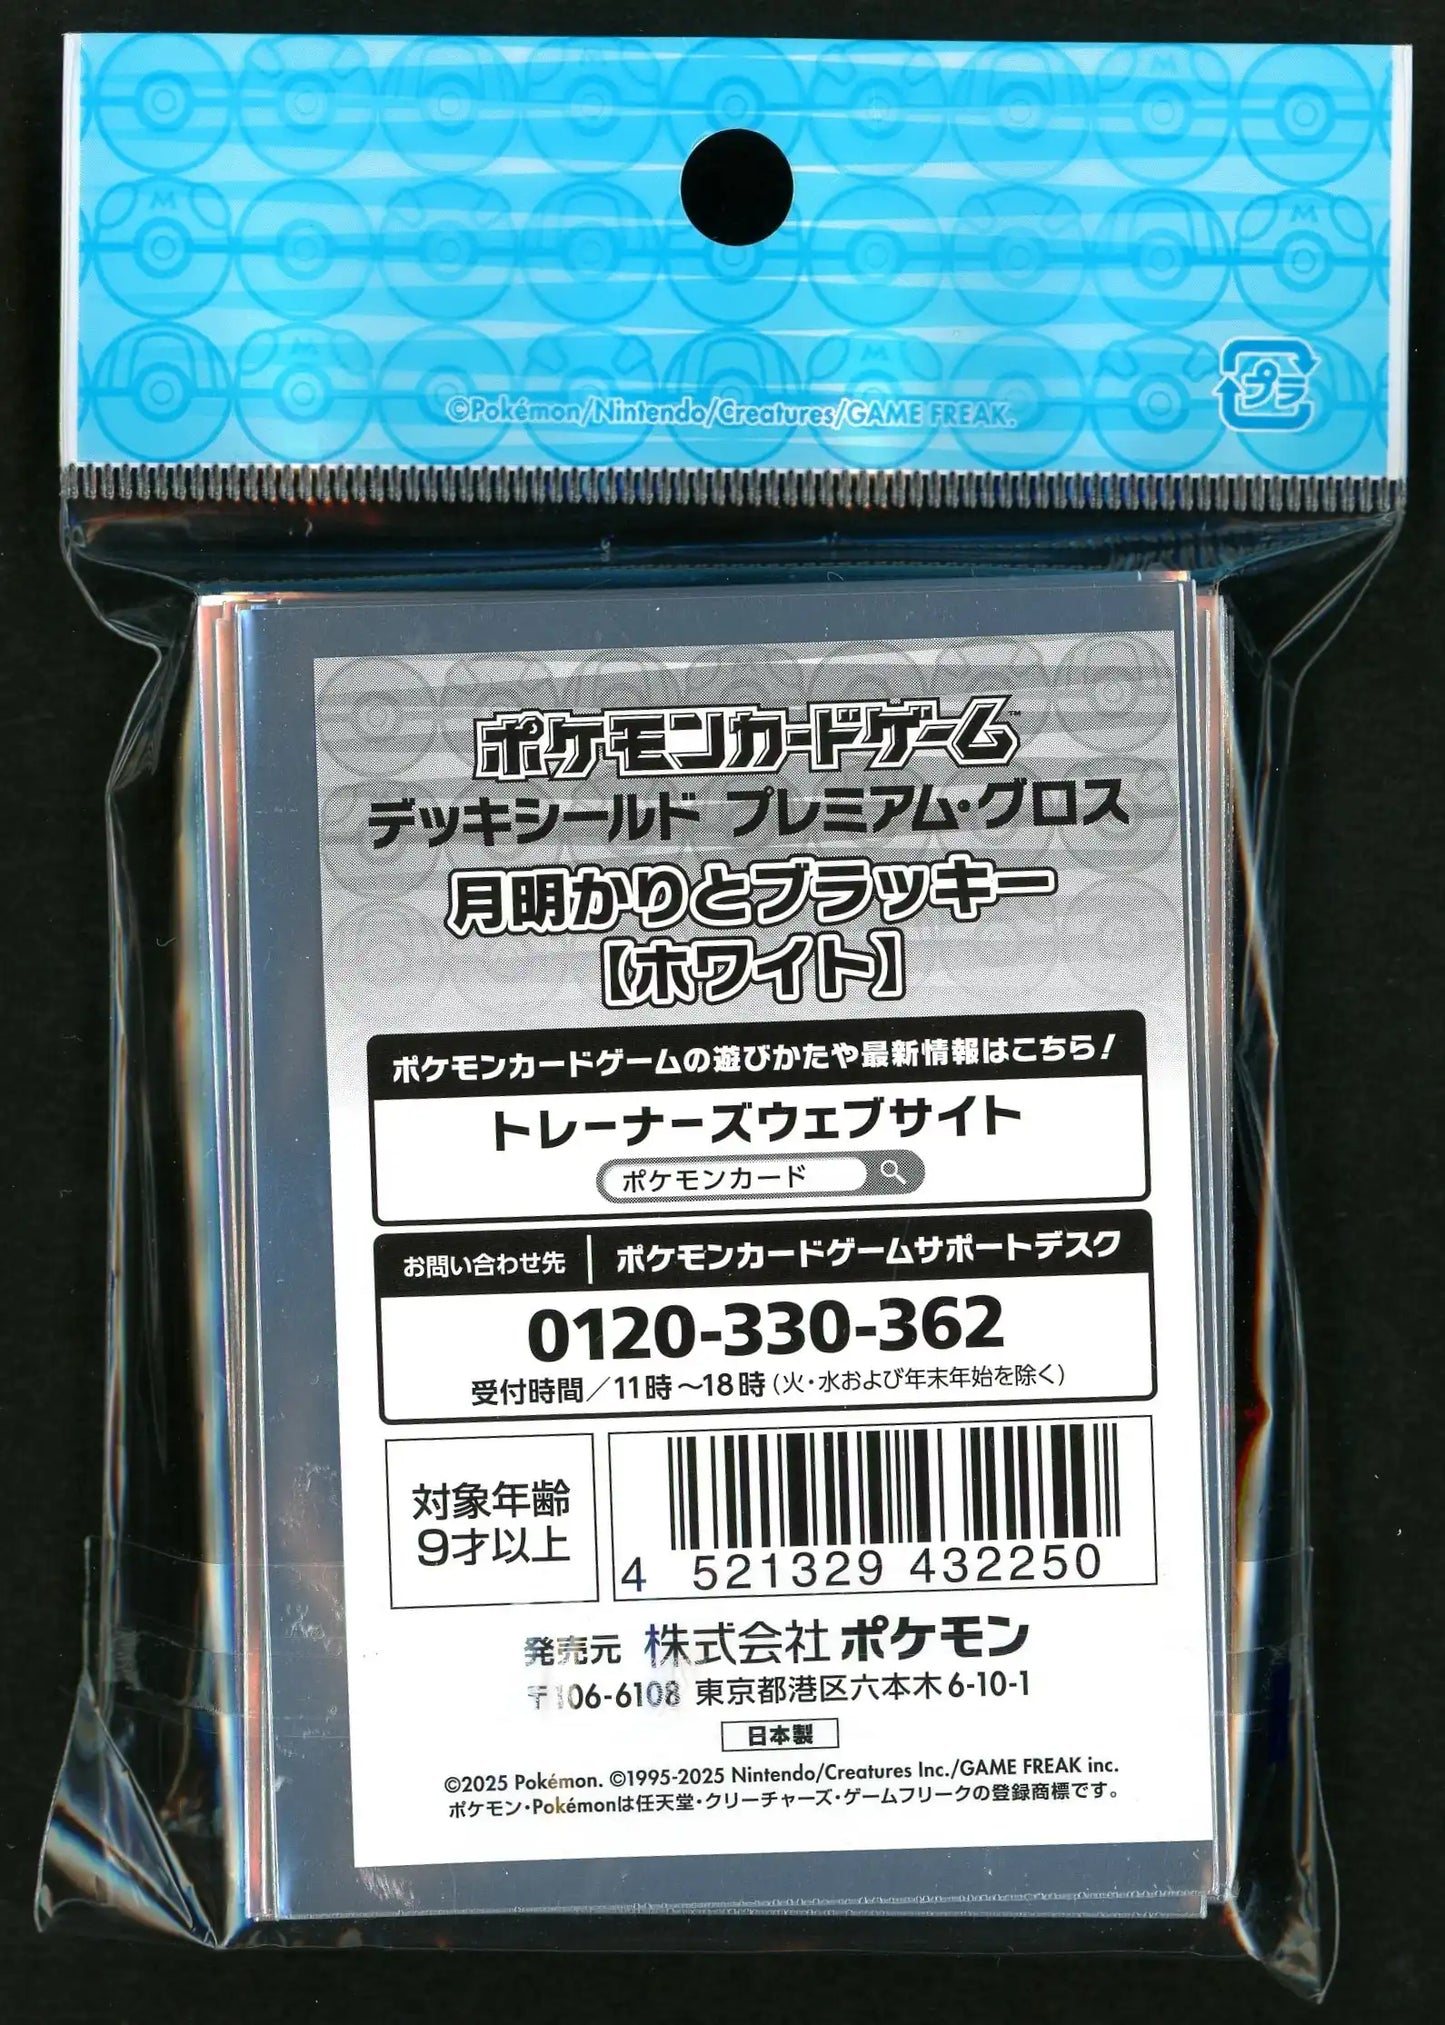 ©Pokémon/Nintendo/Creatures/GAME FREAK.
プラ
ポケモンカードゲーム™
デッキシールド プレミアム・グロス
月明かりとブラッキー
【ホワイト】
ポケモンカードゲームの遊びかたや最新情報はこちら!
トレーナーズウェブサイト
ポケモンカード
お問い合わせ先 ポケモンカードゲームサポートデスク
0120-330-362
受付時間/11時～18時(火・水および年末年始を除く)
対象年齢
9才以上
4 521329 432250
発売元 株式会社ポケモン
〒106-6108 東京都港区六本木6-10-1
日本製
©2025 Pokémon. ©1995-2025 Nintendo/Creatures Inc./GAME FREAK inc.
ポケモン・Pokémonは任天堂・クリーチャーズ・ゲームフリークの登録商標です。